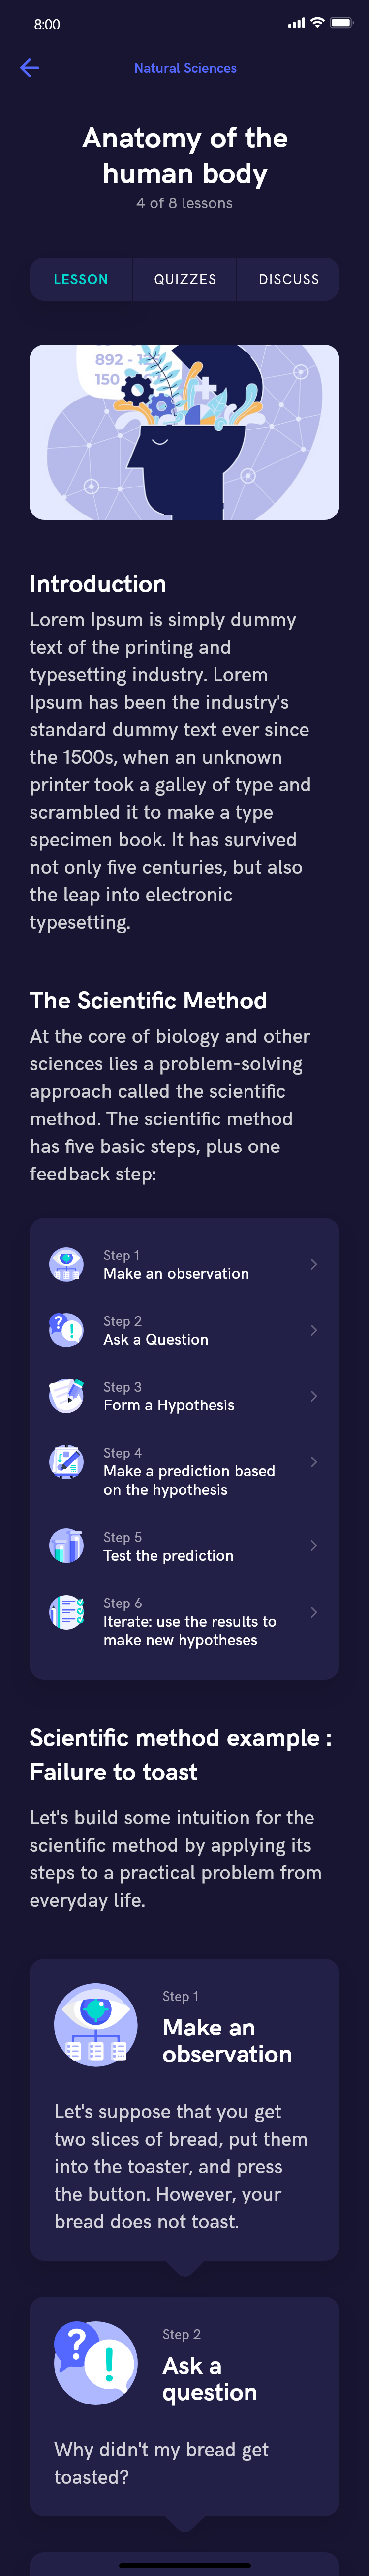 8:00
Natural Sciences
Anatomy of the
human body
4 of 8 lessons
LESSON QUIZZES DISCUSS
892 - 1
150
Introduction
Lorem Ipsum is simply dummy
text of the printing and
typesetting industry. Lorem
Ipsum has been the industry's
standard dummy text ever since
the 1500s, when an unknown
printer took a galley of type and
scrambled it to make a type
specimen book. It has survived
not only five centuries, but also
the leap into electronic
typesetting.
The Scientific Method
At the core of biology and other
sciences lies a problem-solving
approach called the scientific
method. The scientific method
has five basic steps, plus one
feedback step:
Step 1
Make an observation
Step 2
Ask a Question
Step 3
Form a Hypothesis
Step 4
Make a prediction based
on the hypothesis
Step 5
Test the prediction
Step 6
Iterate: use the results to
make new hypotheses
Scientific method example :
Failure to toast
Let's build some intuition for the
scientific method by applying its
steps to a practical problem from
everyday life.
Step 1
Make an
observation
Let's suppose that you get
two slices of bread, put them
into the toaster, and press
the button. However, your
bread does not toast.
Step 2
Ask a
question
Why didn't my bread get
toasted?